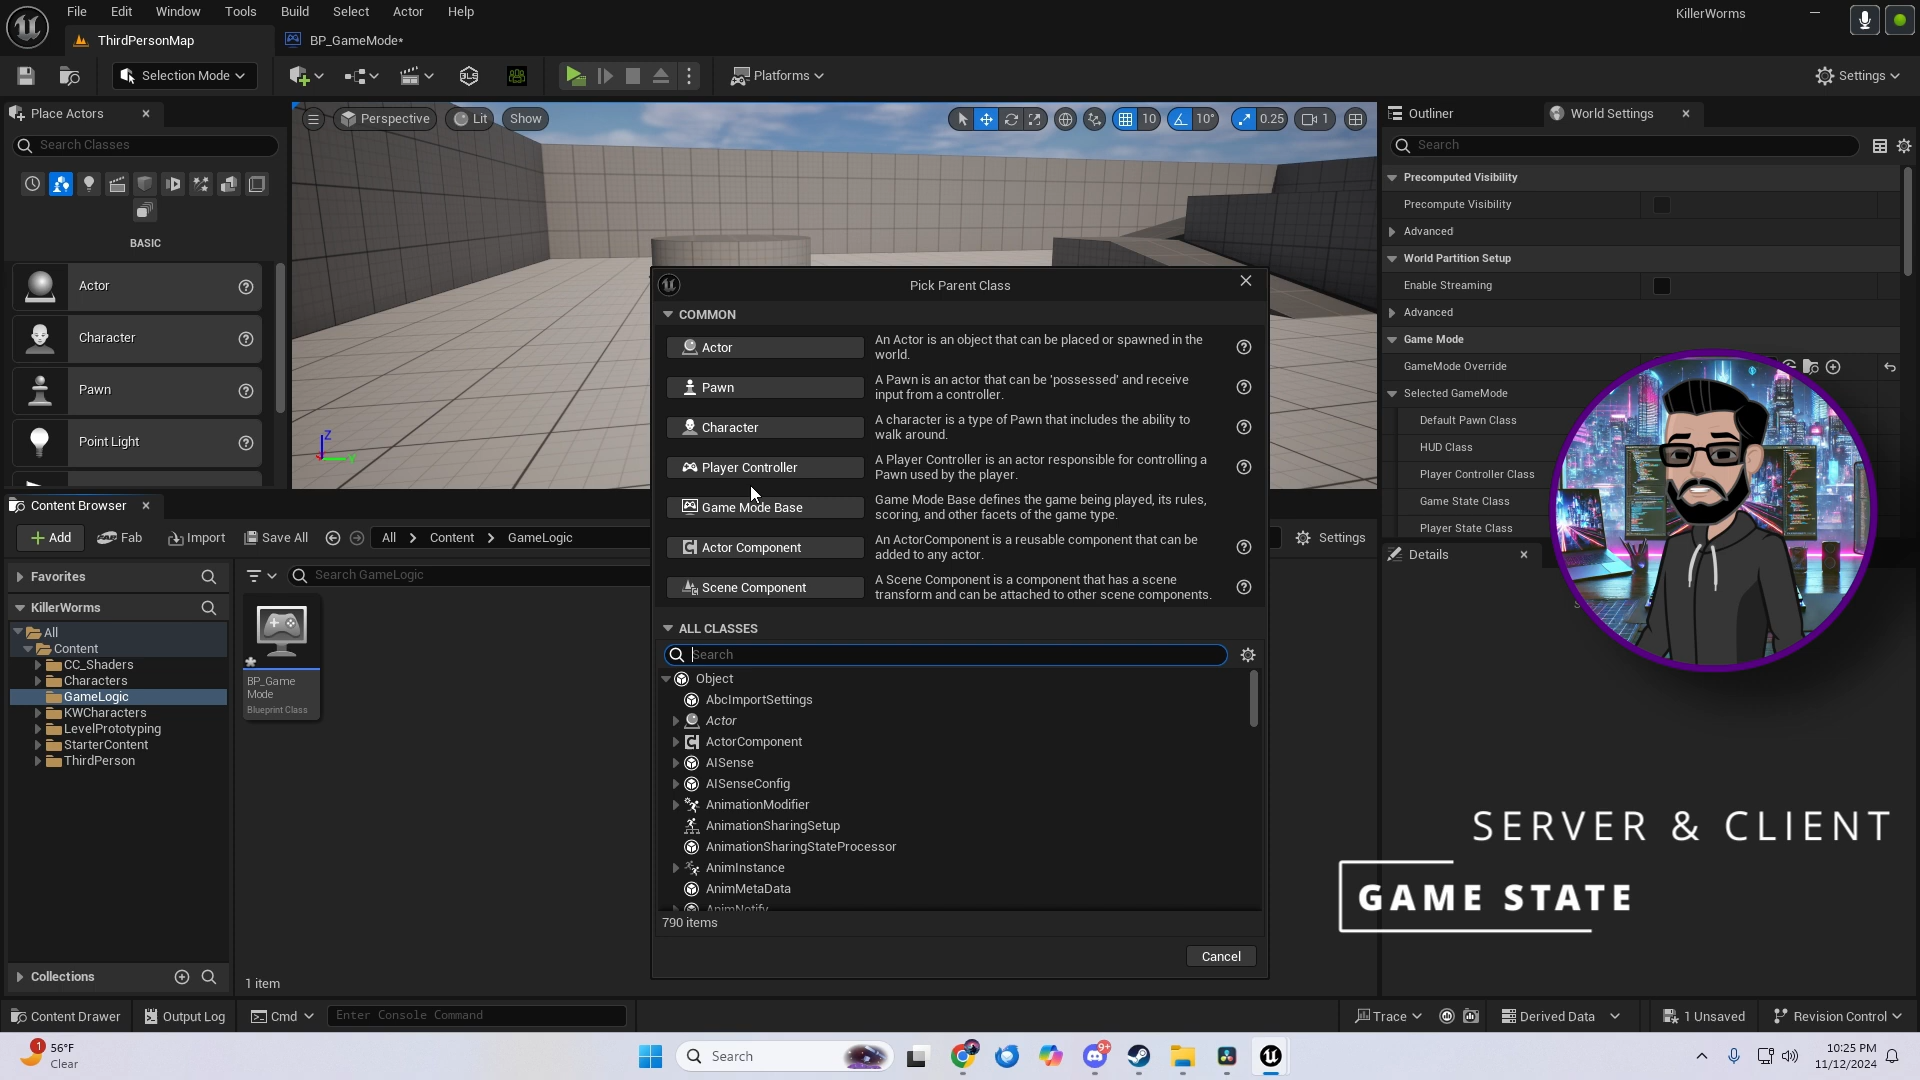 File Edit Window Tools Build Select Actor Help
KillerWorms
ThirdPersonMap
BP_GameMode*
Selection Mode
Platforms
Settings
Place Actors
Search Classes
BASIC
Actor
Character
Pawn
Point Light
Perspective
Lit
Show
10
10°
0.25
1
Outliner
World Settings
Search
Precomputed Visibility
Precompute Visibility
Advanced
World Partition Setup
Enable Streaming
Advanced
Game Mode
GameMode Override
Selected GameMode
Default Pawn Class
HUD Class
Player Controller Class
Game State Class
Player State Class
Details
Pick Parent Class
COMMON
Actor
An Actor is an object that can be placed or spawned in the
world.
Pawn
A Pawn is an actor that can be 'possessed' and receive
input from a controller.
Character
A character is a type of Pawn that includes the ability to
walk around.
Player Controller
A Player Controller is an actor responsible for controlling a
Pawn used by the player.
Game Mode Base
Game Mode Base defines the game being played, its rules,
scoring, and other facets of the game type.
Actor Component
An ActorComponent is a reusable component that can be
added to any actor.
Scene Component
A Scene Component is a component that has a scene
transform and can be attached to other scene components.
ALL CLASSES
Search
Object
AbcImportSettings
Actor
ActorComponent
AISense
AISenseConfig
AnimationModifier
AnimationSharingSetup
AnimationSharingStateProcessor
AnimInstance
AnimMetaData
AnimNotify
790 items
Cancel
Content Browser
Add
Fab
Import
Save All
All
Content
GameLogic
Settings
Favorites
Search GameLogic
KillerWorms
All
Content
CC_Shaders
Characters
GameLogic
KWCharacters
LevelPrototyping
StarterContent
ThirdPerson
Collections
BP_Game
Mode
Blueprint Class
1 item
SERVER & CLIENT
GAME STATE
Content Drawer
Output Log
Cmd
Enter Console Command
Trace
Derived Data
1 Unsaved
Revision Control
1
56°F
Clear
Search
9+
10:25 PM
11/12/2024